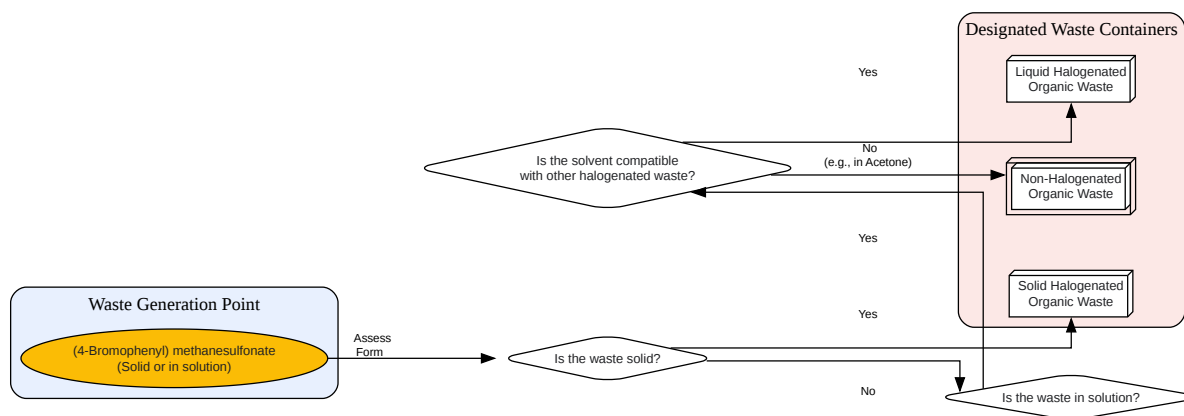 Designated Waste Containers
Yes
Liquid Halogenated
Organic Waste
Is the solvent compatible
with other halogenated waste?
No
(e.g., in Acetone)
Non-Halogenated
Organic Waste
Yes
Solid Halogenated
Organic Waste
Waste Generation Point
(4-Bromophenyl) methanesulfonate
(Solid or in solution)
Assess
Form
Is the waste solid?
Yes
No
Is the waste in solution?